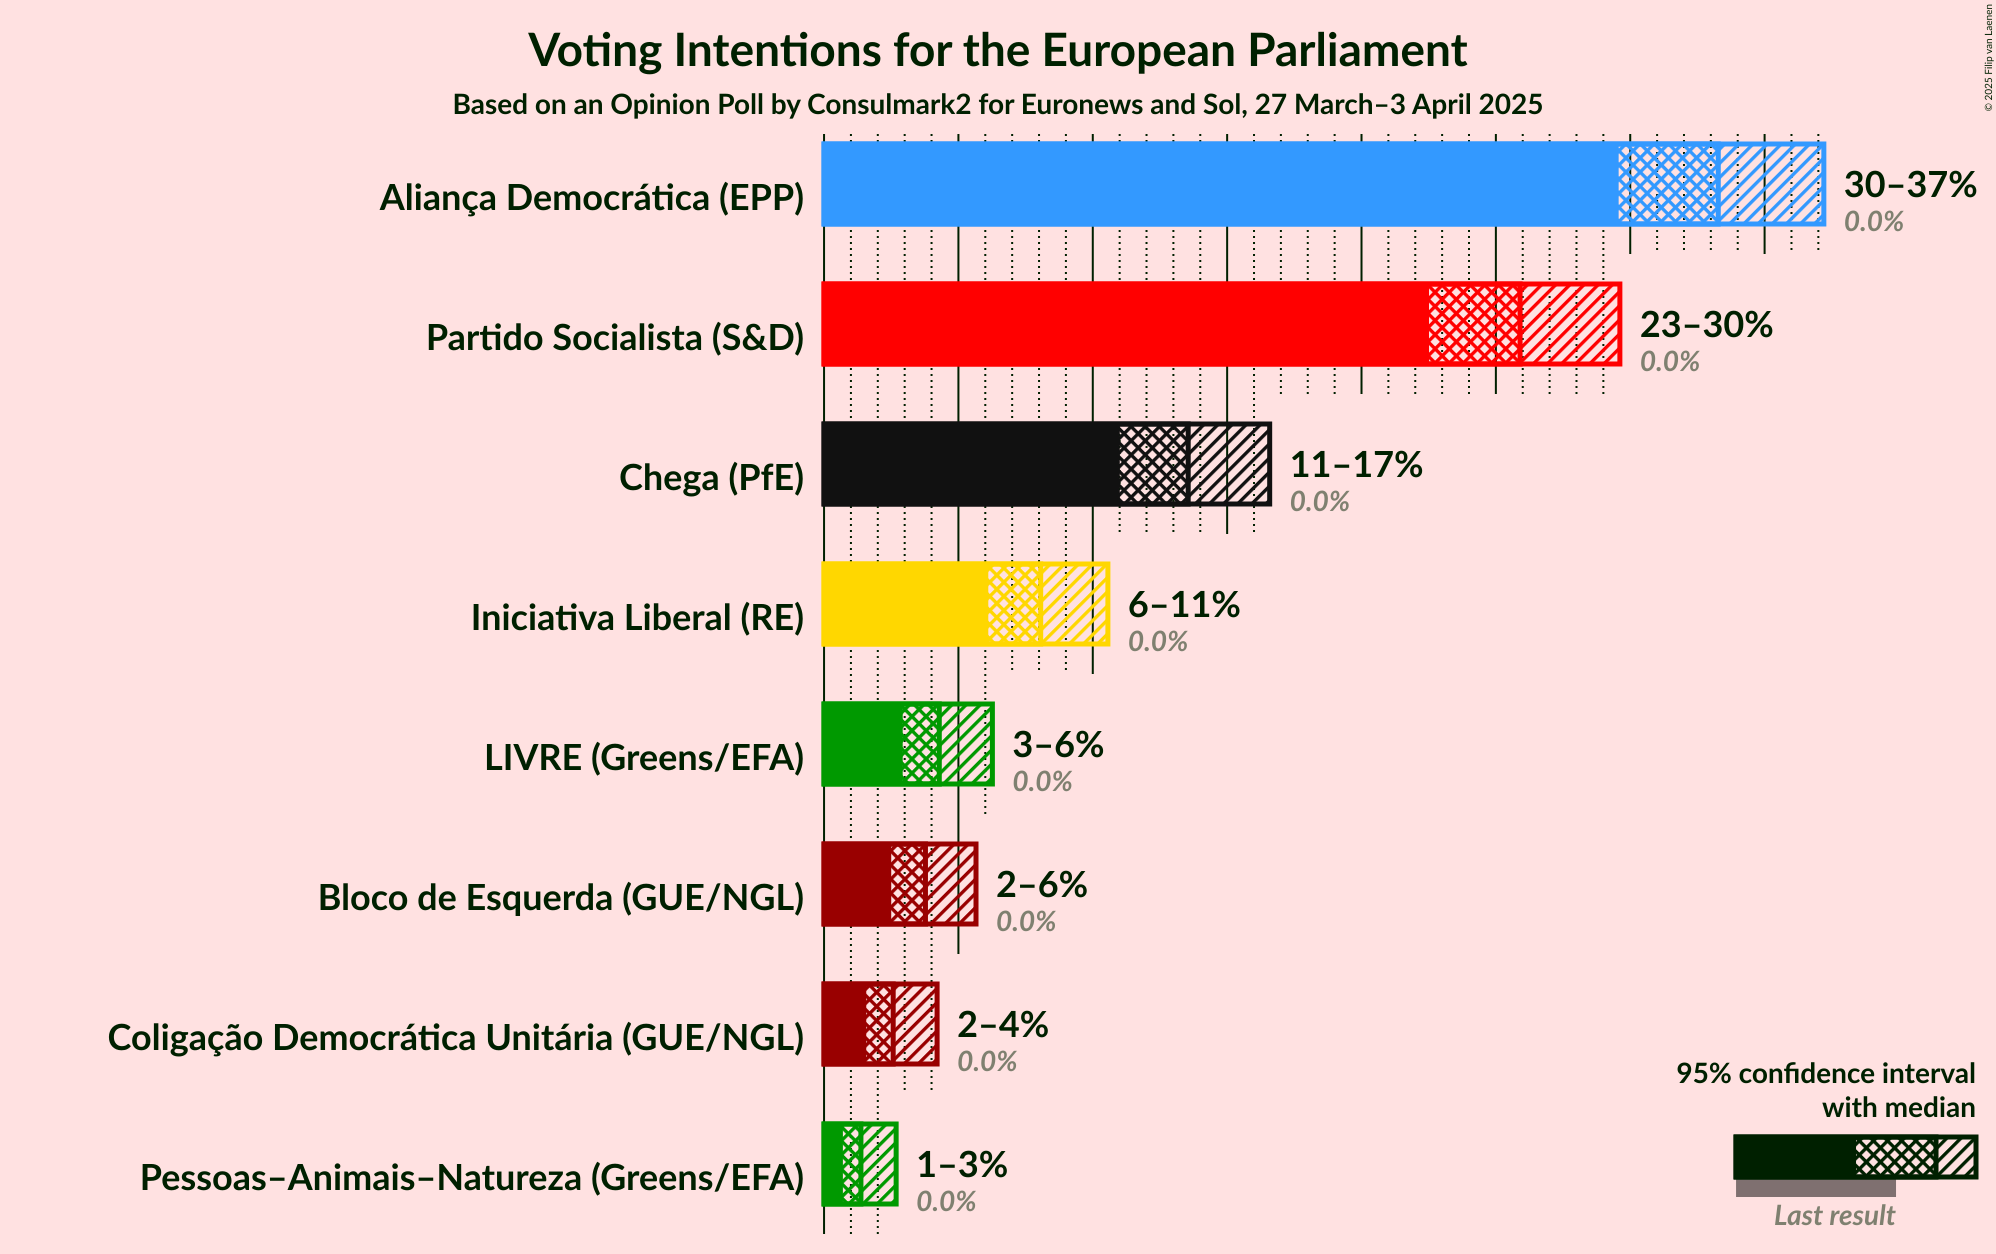 Voting Intentions for the European Parliament
Based on an Opinion Poll by Consulmark2 for Euronews and Sol, 27 March–3 April 2025
© 2025 Filip van Laenen
Aliança Democrática (EPP)
30–37%
0.0%
Partido Socialista (S&D)
23–30%
0.0%
Chega (PfE)
11–17%
0.0%
Iniciativa Liberal (RE)
6–11%
0.0%
LIVRE (Greens/EFA)
3–6%
0.0%
Bloco de Esquerda (GUE/NGL)
2–6%
0.0%
Coligação Democrática Unitária (GUE/NGL)
2–4%
0.0%
Pessoas–Animais–Natureza (Greens/EFA)
1–3%
0.0%
95% confidence interval
with median
Last result